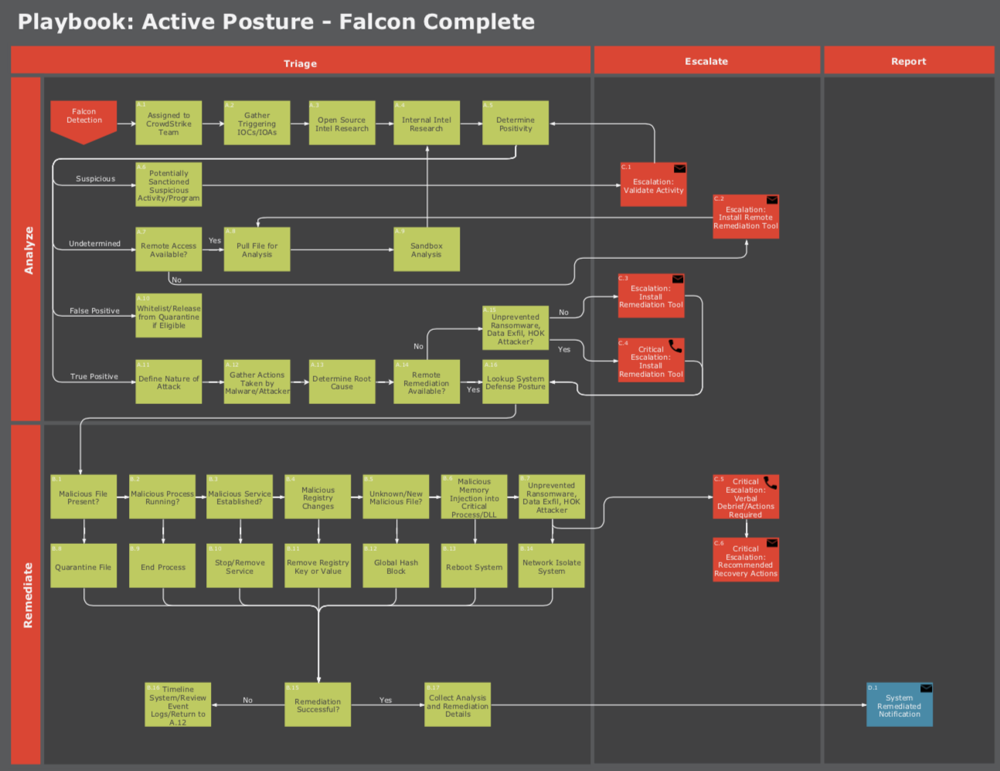 Playbook: Active Posture - Falcon Complete
Triage
Escalate
Report
Analyze
Falcon
Detection
A.1
Assigned to
CrowdStrike
Team
A.2
Gather
Triggering
IOCs/IOAs
A.3
Open Source
Intel Research
A.4
Internal Intel
Research
A.5
Determine
Positivity
Suspicious
A.6
Potentially
Sanctioned
Suspicious
Activity/Program
C.1
Escalation:
Validate Activity
C.2
Escalation:
Install Remote
Remediation Tool
Undetermined
A.7
Remote Access
Available?
Yes
No
A.8
Pull File for
Analysis
A.9
Sandbox
Analysis
False Positive
A.10
Whitelist/Release
from Quarantine
if Eligible
A.15
Unprevented
Ransomware,
Data Exfil, HOK
Attacker?
No
Yes
C.3
Escalation:
Install
Remediation Tool
C.4
Critical
Escalation:
Install
Remediation Tool
True Positive
A.11
Define Nature of
Attack
A.12
Gather Actions
Taken by
Malware/Attacker
A.13
Determine Root
Cause
A.14
Remote
Remediation
Available?
No
Yes
A.16
Lookup System
Defense Posture
Remediate
B.1
Malicious File
Present?
B.2
Malicious Process
Running?
B.3
Malicious Service
Established?
B.4
Malicious
Registry
Changes
B.5
Unknown/New
Malicious File?
B.6
Malicious
Memory
Injection into
Critical
Process/DLL
B.7
Unprevented
Ransomware,
Data Exfil, HOK
Attacker
C.5
Critical
Escalation:
Verbal
Debrief/Actions
Required
B.8
Quarantine File
B.9
End Process
B.10
Stop/Remove
Service
B.11
Remove Registry
Key or Value
B.12
Global Hash
Block
B.13
Reboot System
B.14
Network Isolate
System
C.6
Critical
Escalation:
Recommended
Recovery Actions
B.16
Timeline
System/Review
Event
Logs/Return to
A.12
No
B.15
Remediation
Successful?
Yes
B.17
Collect Analysis
and Remediation
Details
D.1
System
Remediated
Notification